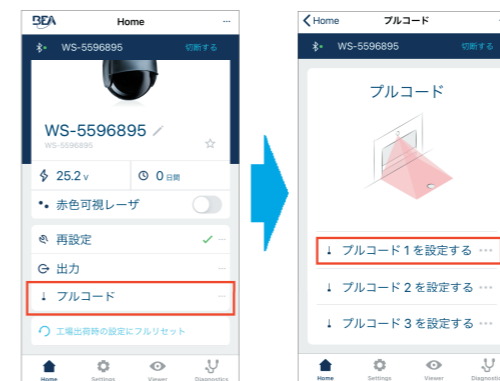 BEA
Home
···
WS-5596895
切断する
WS-5596895
WS-5596895
25.2 V
0 日間
赤色可視レーザ
再設定
出力
プルコード
工場出荷時の設定にフルリセット
Home
Settings
Viewer
Diagnostics
Home
プルコード
WS-5596895
切断する
プルコード
プルコード 1 を設定する ···
プルコード 2 を設定する ···
プルコード 3 を設定する ···
Home
Settings
Viewer
Diagnostic